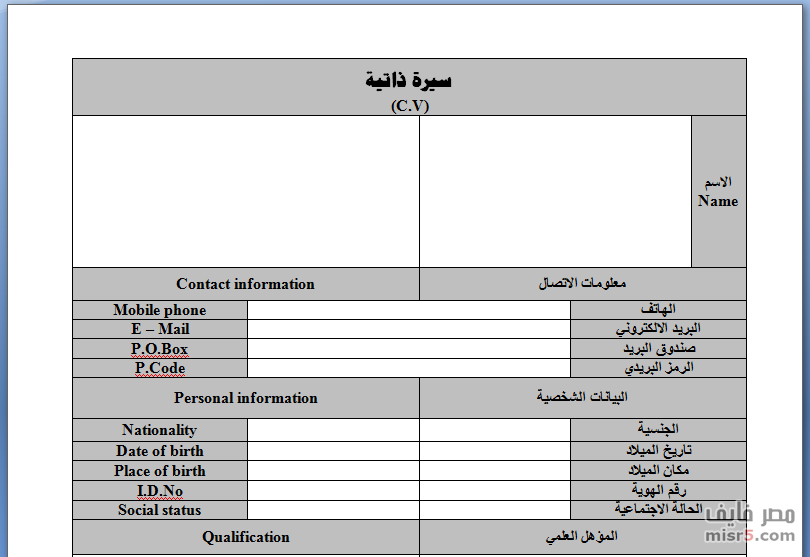 سيرة ذاتية
(C.V)
الاسم
Name
Contact information معلومات الاتصال
Mobile phone الهاتف
E – Mail البريد الالكتروني
P.O.Box صندوق البريد
P.Code الرمز البريدي
Personal information البيانات الشخصية
Nationality الجنسية
Date of birth تاريخ الميلاد
Place of birth مكان الميلاد
I.D.No رقم الهوية
Social status الحالة الاجتماعية
Qualification المؤهل العلمي
مصر فايف
misr5.com